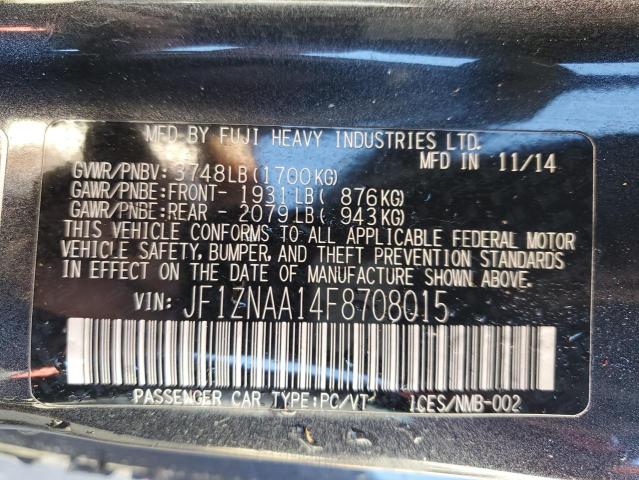 MFD BY FUJI HEAVY INDUSTRIES LTD.
MFD IN 11/14
GVWR/PNBV: 3748LB(1700KG)
GAWR/PNBE:FRONT- 1931LB( 876KG)
GAWR/PNBE:REAR - 2079LB( 943KG)
THIS VEHICLE CONFORMS TO ALL APPLICABLE FEDERAL MOTOR
VEHICLE SAFETY, BUMPER, AND THEFT PREVENTION STANDARDS
IN EFFECT ON THE DATE OF MANUFACTURE SHOWN ABOVE.
VIN: JF1ZNAA14F8708015
PASSENGER CAR TYPE:PC/VT 1CES/NMB-002